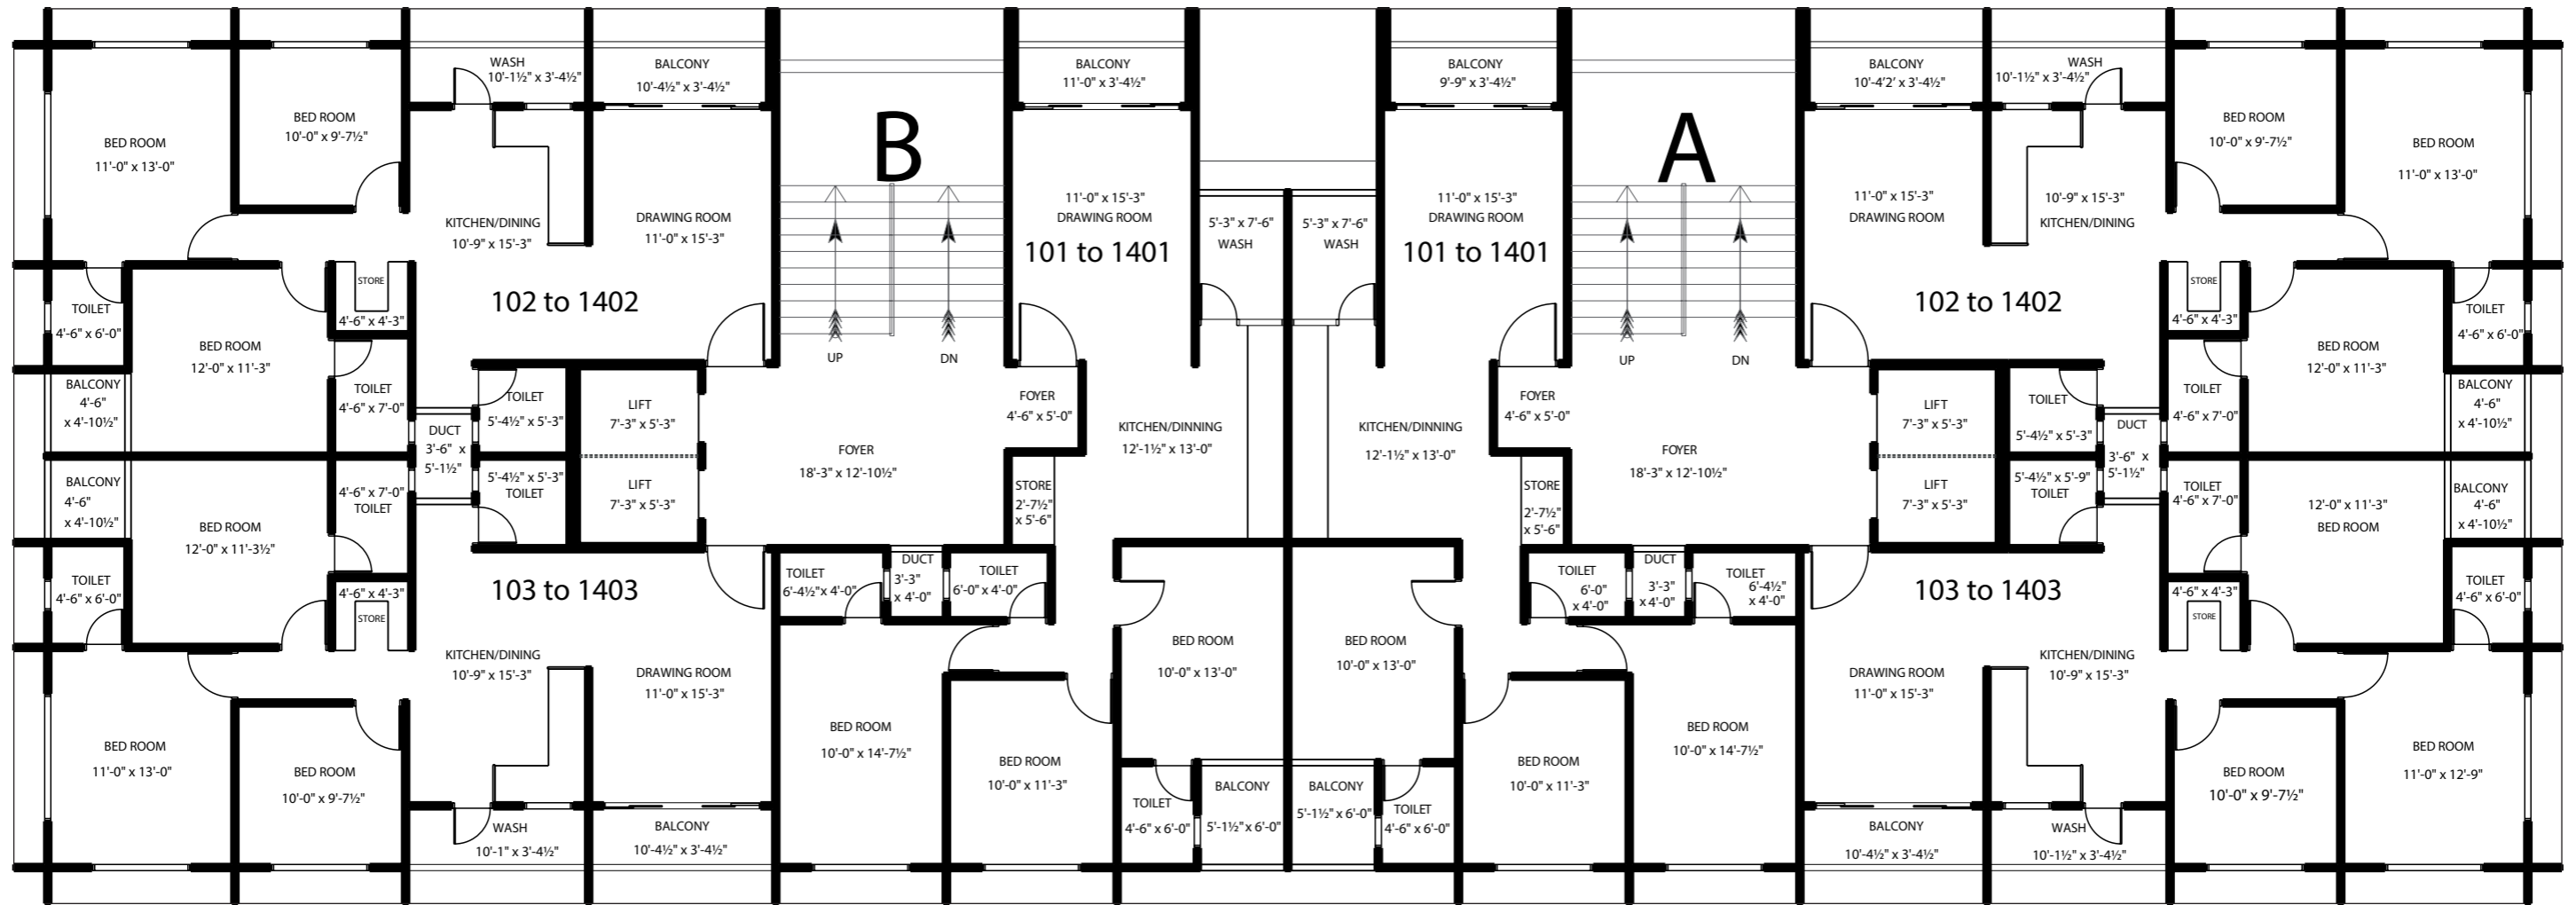 WASH
10'-1½" x 3'-4½"
BALCONY
10'-4½" x 3'-4½"
BALCONY
11'-0" x 3'-4½"
BALCONY
9'-9" x 3'-4½"
BALCONY
10'-4'2' x 3'-4½"
WASH
10'-1½" x 3'-4½"
BED ROOM
11'-0" x 13'-0"
BED ROOM
10'-0" x 9'-7½"
B
A
BED ROOM
10'-0" x 9'-7½"
BED ROOM
11'-0" x 13'-0"
KITCHEN/DINING
10'-9" x 15'-3"
DRAWING ROOM
11'-0" x 15'-3"
11'-0" x 15'-3"
DRAWING ROOM
101 to 1401
5'-3" x 7'-6"
WASH
5'-3" x 7'-6"
WASH
11'-0" x 15'-3"
DRAWING ROOM
101 to 1401
11'-0" x 15'-3"
DRAWING ROOM
10'-9" x 15'-3"
KITCHEN/DINING
102 to 1402
102 to 1402
STORE
4'-6" x 4'-3"
STORE
4'-6" x 4'-3"
TOILET
4'-6" x 6'-0"
TOILET
4'-6" x 6'-0"
UP
DN
UP
DN
BED ROOM
12'-0" x 11'-3"
BED ROOM
12'-0" x 11'-3"
BALCONY
4'-6"
x 4'-10½"
TOILET
4'-6" x 7'-0"
TOILET
5'-4½" x 5'-3"
LIFT
7'-3" x 5'-3"
FOYER
4'-6" x 5'-0"
FOYER
4'-6" x 5'-0"
LIFT
7'-3" x 5'-3"
TOILET
5'-4½" x 5'-3"
TOILET
4'-6" x 7'-0"
BALCONY
4'-6"
x 4'-10½"
DUCT
3'-6" x
5'-1½"
FOYER
18'-3" x 12'-10½"
KITCHEN/DINNING
12'-1½" x 13'-0"
KITCHEN/DINNING
12'-1½" x 13'-0"
FOYER
18'-3" x 12'-10½"
DUCT
3'-6" x
5'-1½"
BALCONY
4'-6"
x 4'-10½"
BED ROOM
12'-0" x 11'-3½"
4'-6" x 7'-0"
TOILET
5'-4½" x 5'-3"
TOILET
LIFT
7'-3" x 5'-3"
STORE
2'-7½"
x 5'-6"
STORE
2'-7½"
x 5'-6"
LIFT
7'-3" x 5'-3"
5'-4½" x 5'-9"
TOILET
TOILET
4'-6" x 7'-0"
12'-0" x 11'-3"
BED ROOM
BALCONY
4'-6"
x 4'-10½"
TOILET
4'-6" x 6'-0"
4'-6" x 4'-3"
STORE
103 to 1403
TOILET
6'-4½" x 4'-0"
DUCT
3'-3"
x 4'-0"
TOILET
6'-0" x 4'-0"
TOILET
6'-0"
x 4'-0"
DUCT
3'-3"
x 4'-0"
TOILET
6'-4½"
x 4'-0"
103 to 1403
4'-6" x 4'-3"
STORE
TOILET
4'-6" x 6'-0"
KITCHEN/DINING
10'-9" x 15'-3"
DRAWING ROOM
11'-0" x 15'-3"
BED ROOM
10'-0" x 13'-0"
BED ROOM
10'-0" x 13'-0"
DRAWING ROOM
11'-0" x 15'-3"
KITCHEN/DINING
10'-9" x 15'-3"
BED ROOM
11'-0" x 13'-0"
BED ROOM
10'-0" x 9'-7½"
BED ROOM
10'-0" x 14'-7½"
BED ROOM
10'-0" x 11'-3"
BED ROOM
10'-0" x 11'-3"
BED ROOM
10'-0" x 14'-7½"
BED ROOM
10'-0" x 9'-7½"
BED ROOM
11'-0" x 12'-9"
WASH
10'-1" x 3'-4½"
BALCONY
10'-4½" x 3'-4½"
TOILET
4'-6" x 6'-0"
BALCONY
5'-1½" x 6'-0"
BALCONY
5'-1½" x 6'-0"
TOILET
4'-6" x 6'-0"
BALCONY
10'-4½" x 3'-4½"
WASH
10'-1½" x 3'-4½"